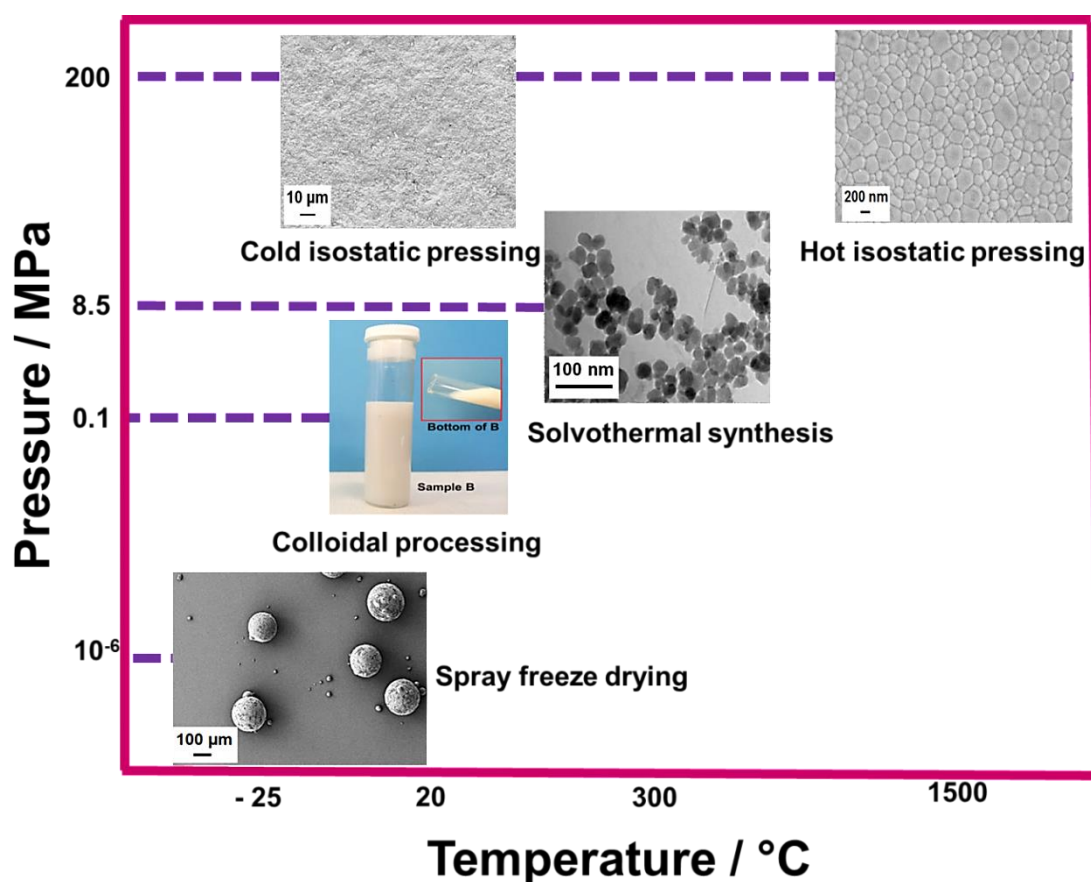 200
10 µm
200 nm
Cold isostatic pressing
Hot isostatic pressing
8.5
100 nm
0.1
Bottom of B
Solvothermal synthesis
Sample B
Colloidal processing
10⁻⁶
Spray freeze drying
100 µm
- 25
20
300
1500
Pressure / MPa
Temperature / °C